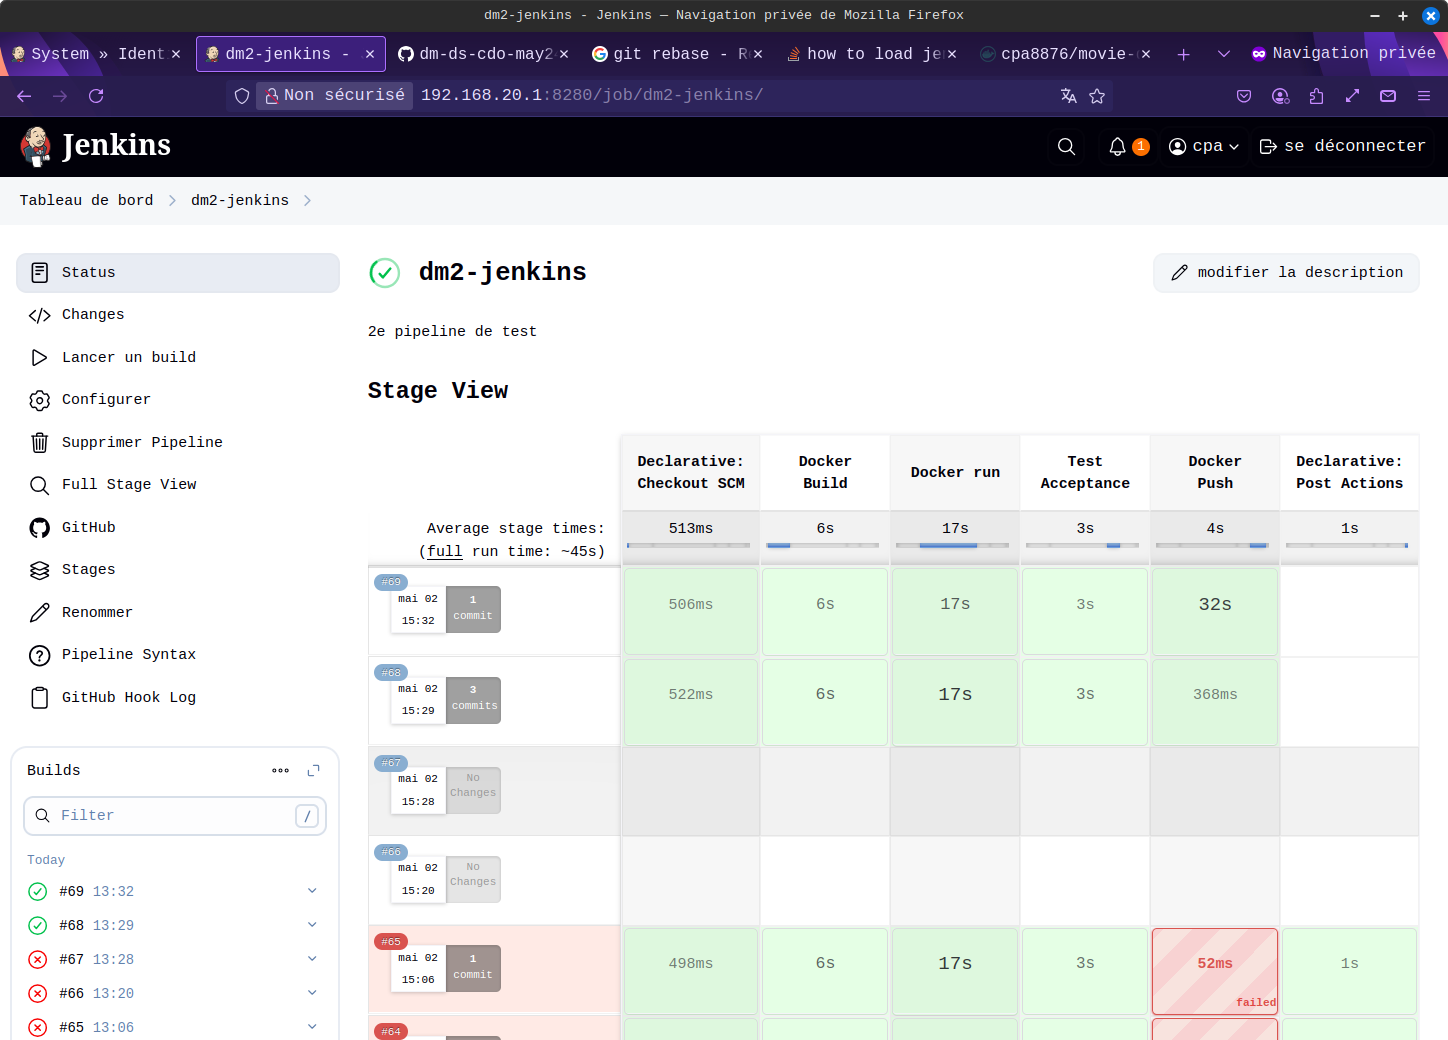 dm2-jenkins - Jenkins — Navigation privée de Mozilla Firefox
System » Ident
dm2-jenkins -
dm-ds-cdo-may2
git rebase - R
how to load je
cpa8876/movie-
Navigation privée
Non sécurisé 192.168.20.1:8280/job/dm2-jenkins/
Jenkins
1
cpa
se déconnecter
Tableau de bord
dm2-jenkins
Status
Changes
Lancer un build
Configurer
Supprimer Pipeline
Full Stage View
GitHub
Stages
Renommer
Pipeline Syntax
GitHub Hook Log
Builds
Filter /
Today
#69 13:32
#68 13:29
#67 13:28
#66 13:20
#65 13:06
dm2-jenkins
modifier la description
2e pipeline de test
Stage View
Declarative: Checkout SCM
Docker Build
Docker run
Test Acceptance
Docker Push
Declarative: Post Actions
Average stage times:
(full run time: ~45s)
513ms 6s 17s 3s 4s 1s
#69
mai 02 15:32
1 commit
506ms 6s 17s 3s 32s
#68
mai 02 15:29
3 commits
522ms 6s 17s 3s 368ms
#67
mai 02 15:28
No Changes
#66
mai 02 15:20
No Changes
#65
mai 02 15:06
1 commit
498ms 6s 17s 3s 52ms 1s
failed
#64